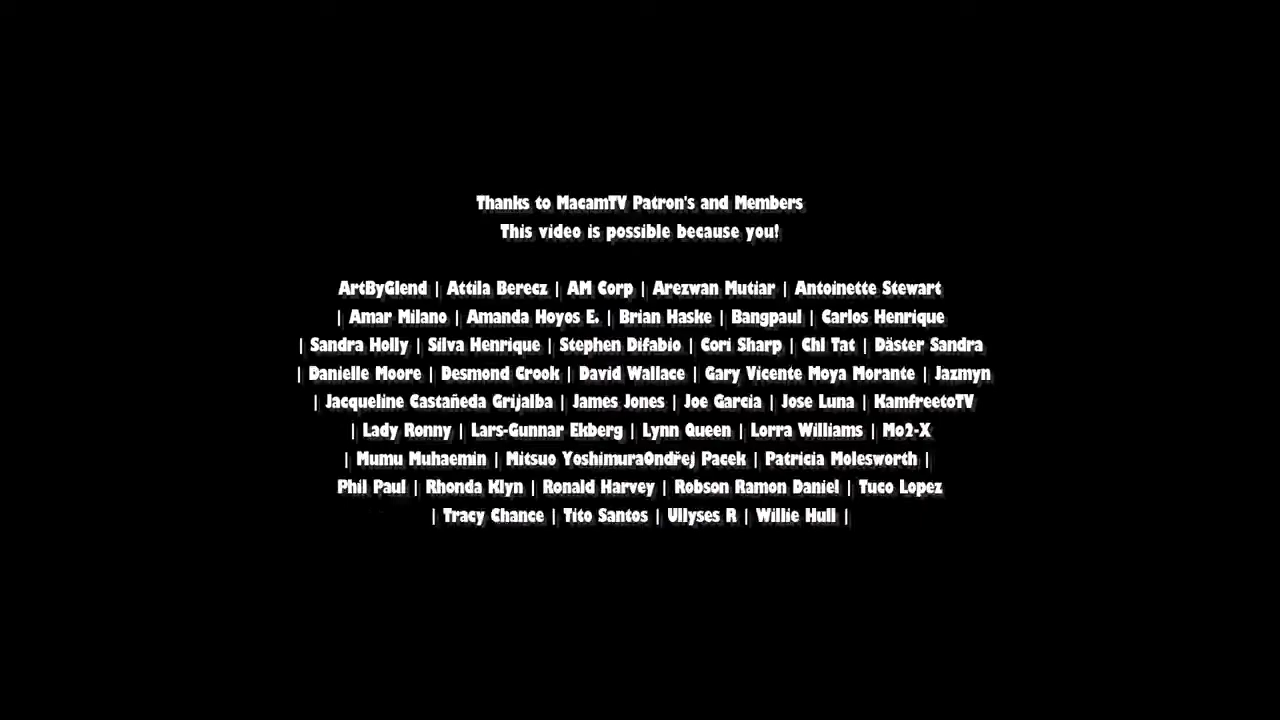 Thanks to MacamTV Patron's and Members
This video is possible because you!
ArtByGlend | Attila Berecz | AM Corp | Arezwan Mutiar | Antoinette Stewart
| Amar Milano | Amanda Hoyos E. | Brian Haske | Bangpaul | Carlos Henrique
| Sandra Holly | Silva Henrique | Stephen Difabio | Cori Sharp | Chl Tat | Däster Sandra
| Danielle Moore | Desmond Crook | David Wallace | Gary Vicente Moya Morante | Jazmyn
| Jacqueline Castañeda Grijalba | James Jones | Joe Garcia | Jose Luna | KamfreetoTV
| Lady Ronny | Lars-Gunnar Ekberg | Lynn Queen | Lorra Williams | Mo2-X
| Mumu Muhaemin | Mitsuo YoshimuraOndřej Pacek | Patricia Molesworth |
Phil Paul | Rhonda Klyn | Ronald Harvey | Robson Ramon Daniel | Tuco Lopez
| Tracy Chance | Tito Santos | Ullyses R | Willie Hull |